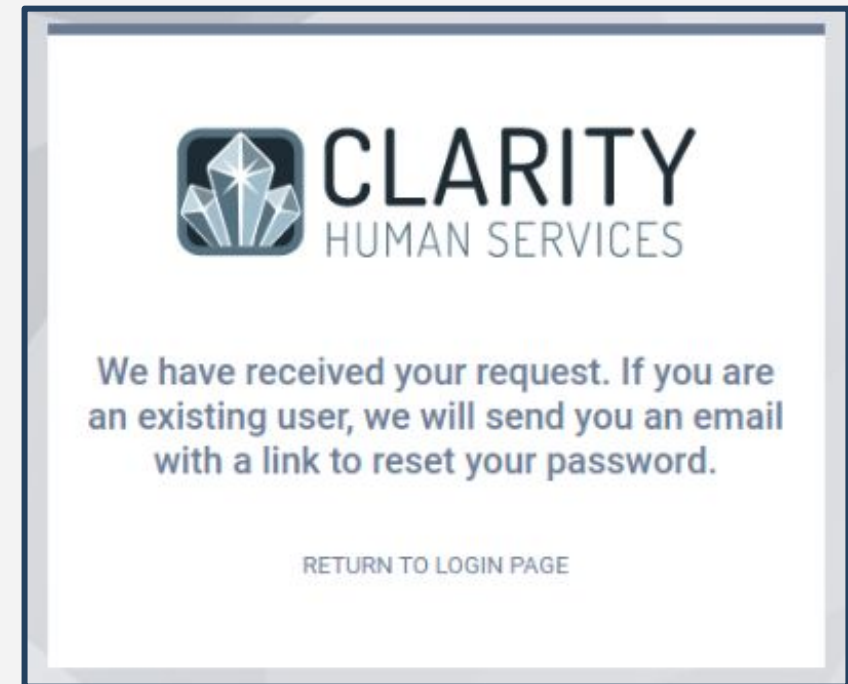 CLARITY
HUMAN SERVICES
We have received your request. If you are
an existing user, we will send you an email
with a link to reset your password.
RETURN TO LOGIN PAGE